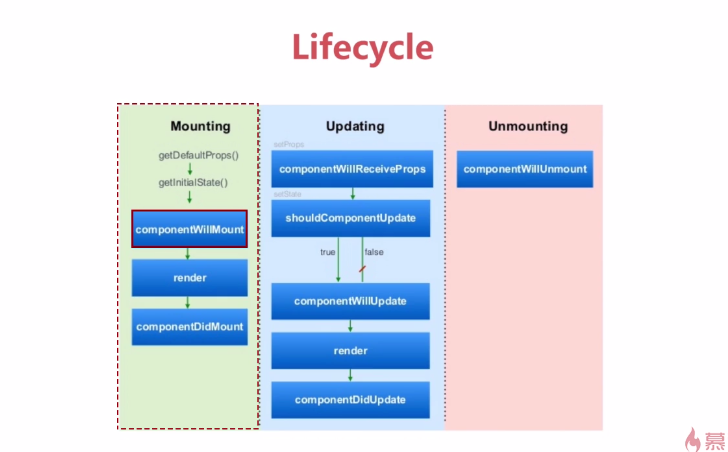 Lifecycle
Mounting
getDefaultProps()
getInitialState()
componentWillMount
render
componentDidMount
Updating
setProps
componentWillReceiveProps
setState
shouldComponentUpdate
true
false
componentWillUpdate
render
componentDidUpdate
Unmounting
componentWillUnmount
慕